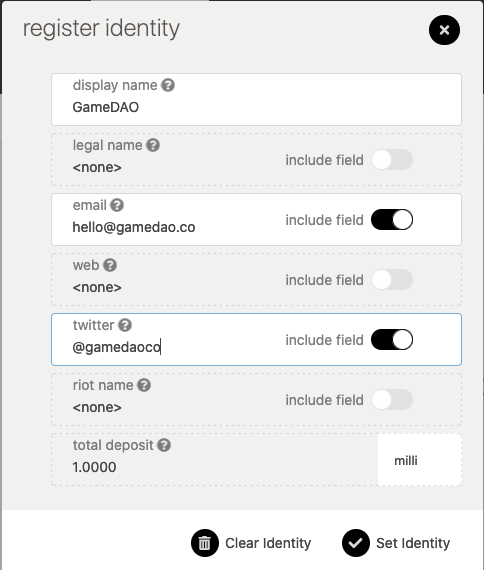 register identity
display name
GameDAO
legal name
<none>
include field
email
hello@gamedao.co
include field
web
<none>
include field
twitter
@gamedaoco
include field
riot name
<none>
include field
total deposit
1.0000
milli
Clear Identity
Set Identity